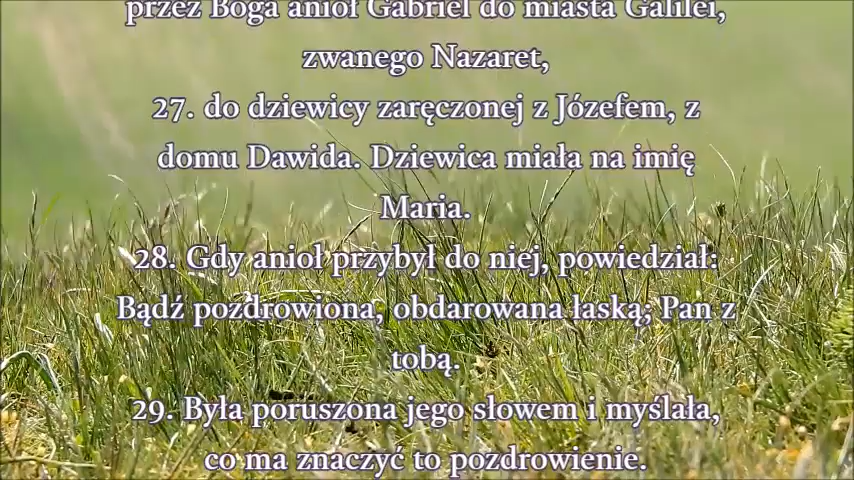 przez Boga anioł Gabriel do miasta Galilei,
zwanego Nazaret,
27. do dziewicy zaręczonej z Józefem, z
domu Dawida. Dziewica miała na imię
Maria.
28. Gdy anioł przybył do niej, powiedział:
Bądź pozdrowiona, obdarowana łaską; Pan z
tobą.
29. Była poruszona jego słowem i myślała,
co ma znaczyć to pozdrowienie.